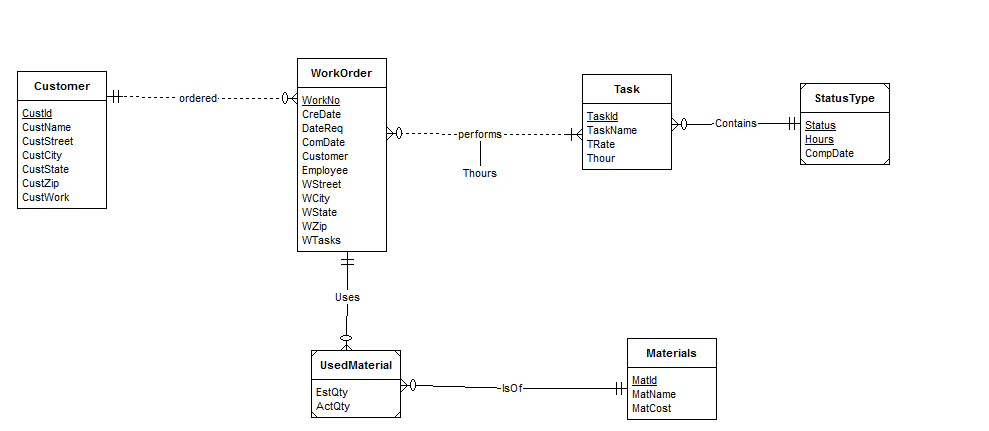 Customer
CustId
CustName
CustStreet
CustCity
CustState
CustZip
CustWork
ordered
WorkOrder
WorkNo
CreDate
DateReq
ComDate
Customer
Employee
WStreet
WCity
WState
WZip
WTasks
performs
Thours
Task
TaskId
TaskName
TRate
Thour
Contains
StatusType
Status
Hours
CompDate
Uses
UsedMaterial
EstQty
ActQty
IsOf
Materials
MatId
MatName
MatCost